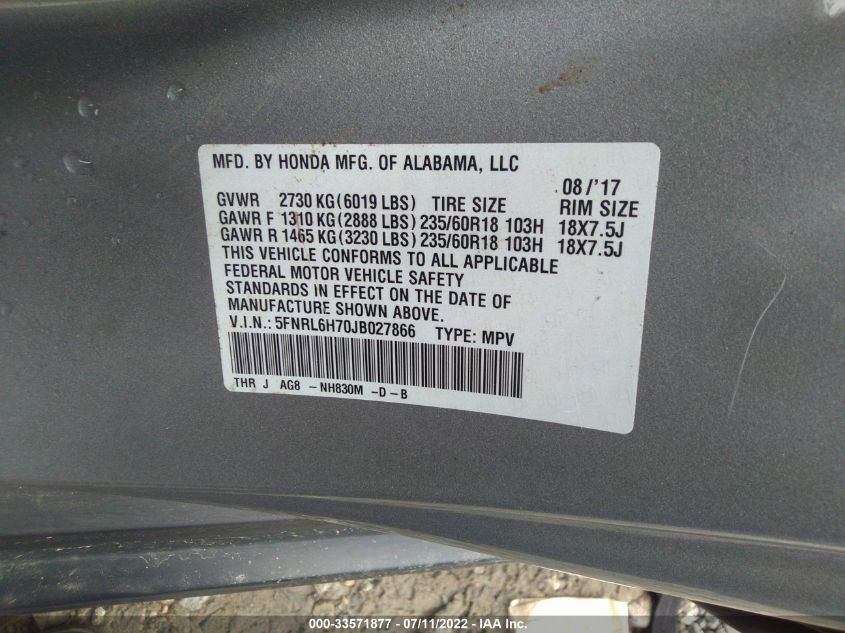 MFD. BY HONDA MFG. OF ALABAMA, LLC
08/'17
GVWR 2730 KG(6019 LBS) TIRE SIZE RIM SIZE
GAWR F 1310 KG(2888 LBS) 235/60R18 103H 18X7.5J
GAWR R 1465 KG(3230 LBS) 235/60R18 103H 18X7.5J
THIS VEHICLE CONFORMS TO ALL APPLICABLE
FEDERAL MOTOR VEHICLE SAFETY
STANDARDS IN EFFECT ON THE DATE OF
MANUFACTURE SHOWN ABOVE.
V.I.N.: 5FNRL6H70JB027866 TYPE: MPV
THR J AG8 -NH830M -D-B
000-33571877 - 07/11/2022 - IAA Inc.